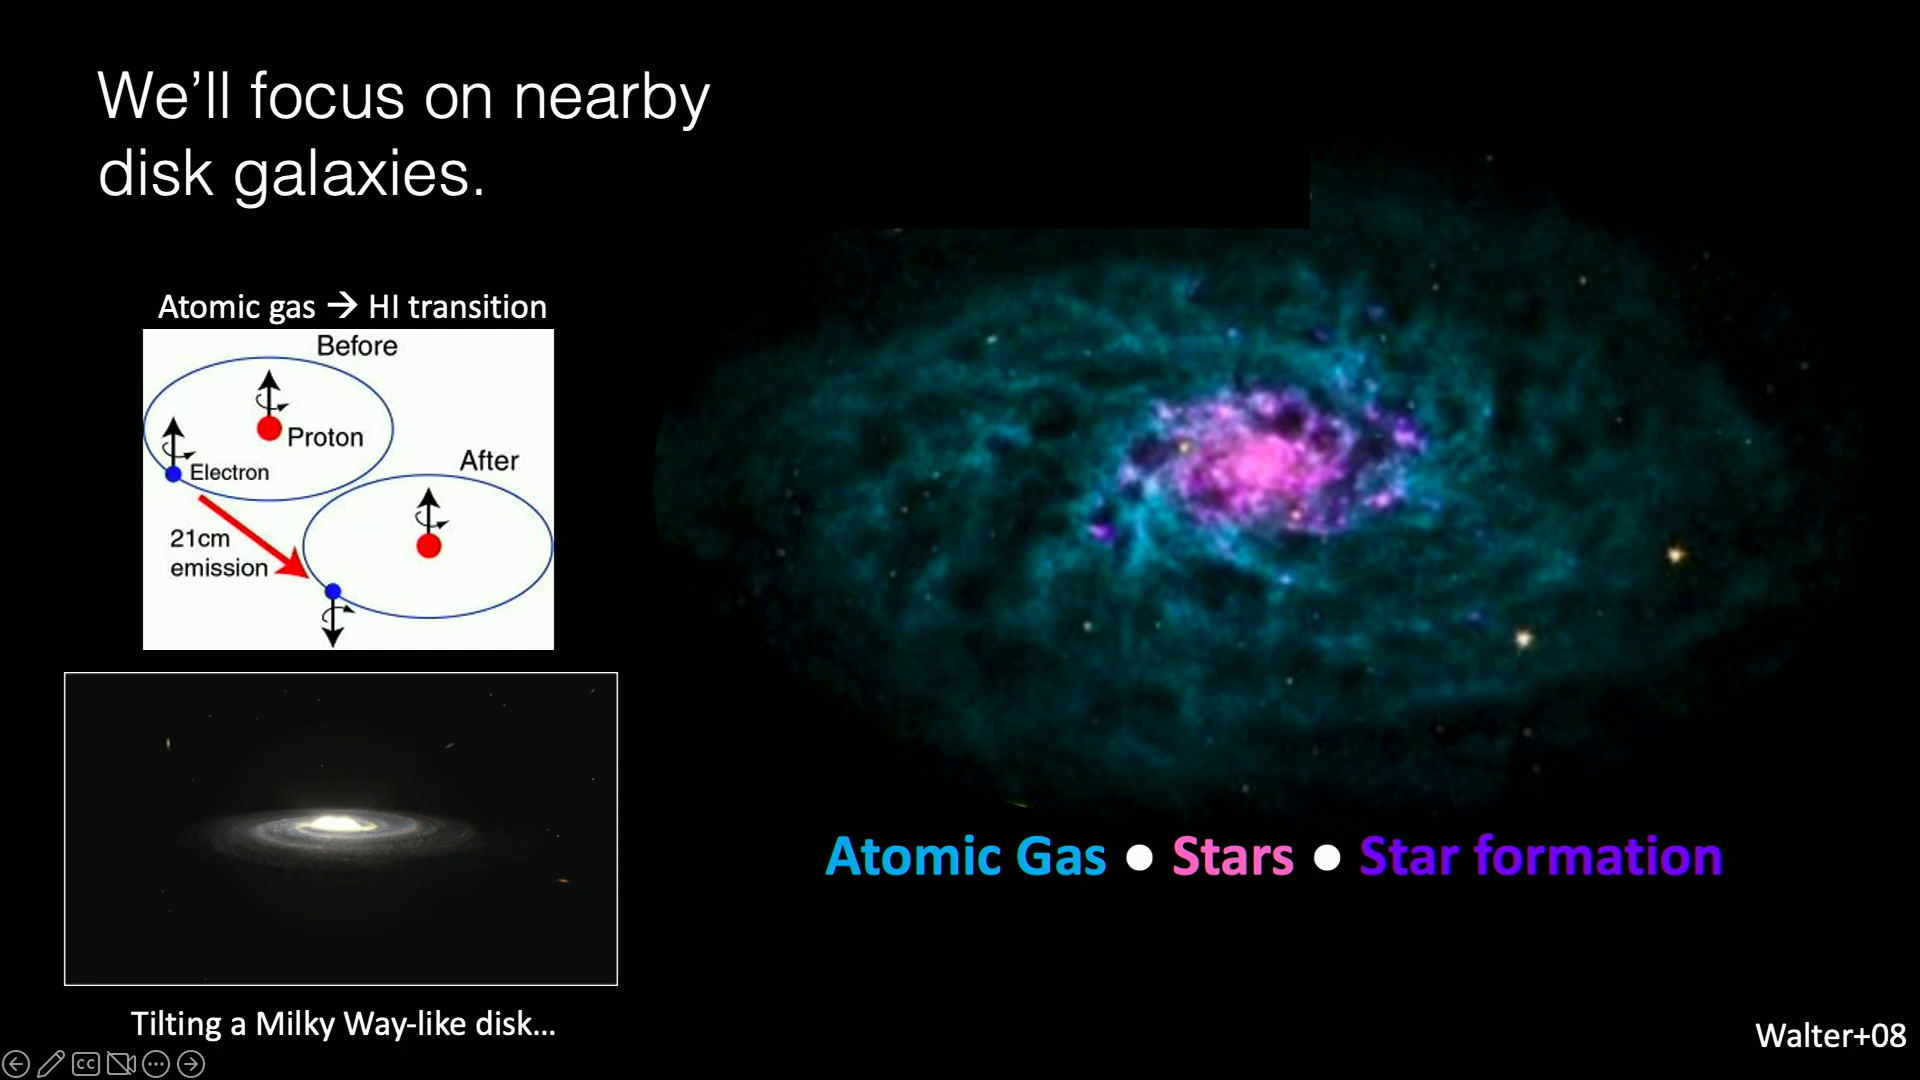 We’ll focus on nearby
disk galaxies.
Atomic gas → HI transition
Before
Proton
Electron
After
21cm
emission
Tilting a Milky Way-like disk...
Atomic Gas ● Stars ● Star formation
Walter+08
CC